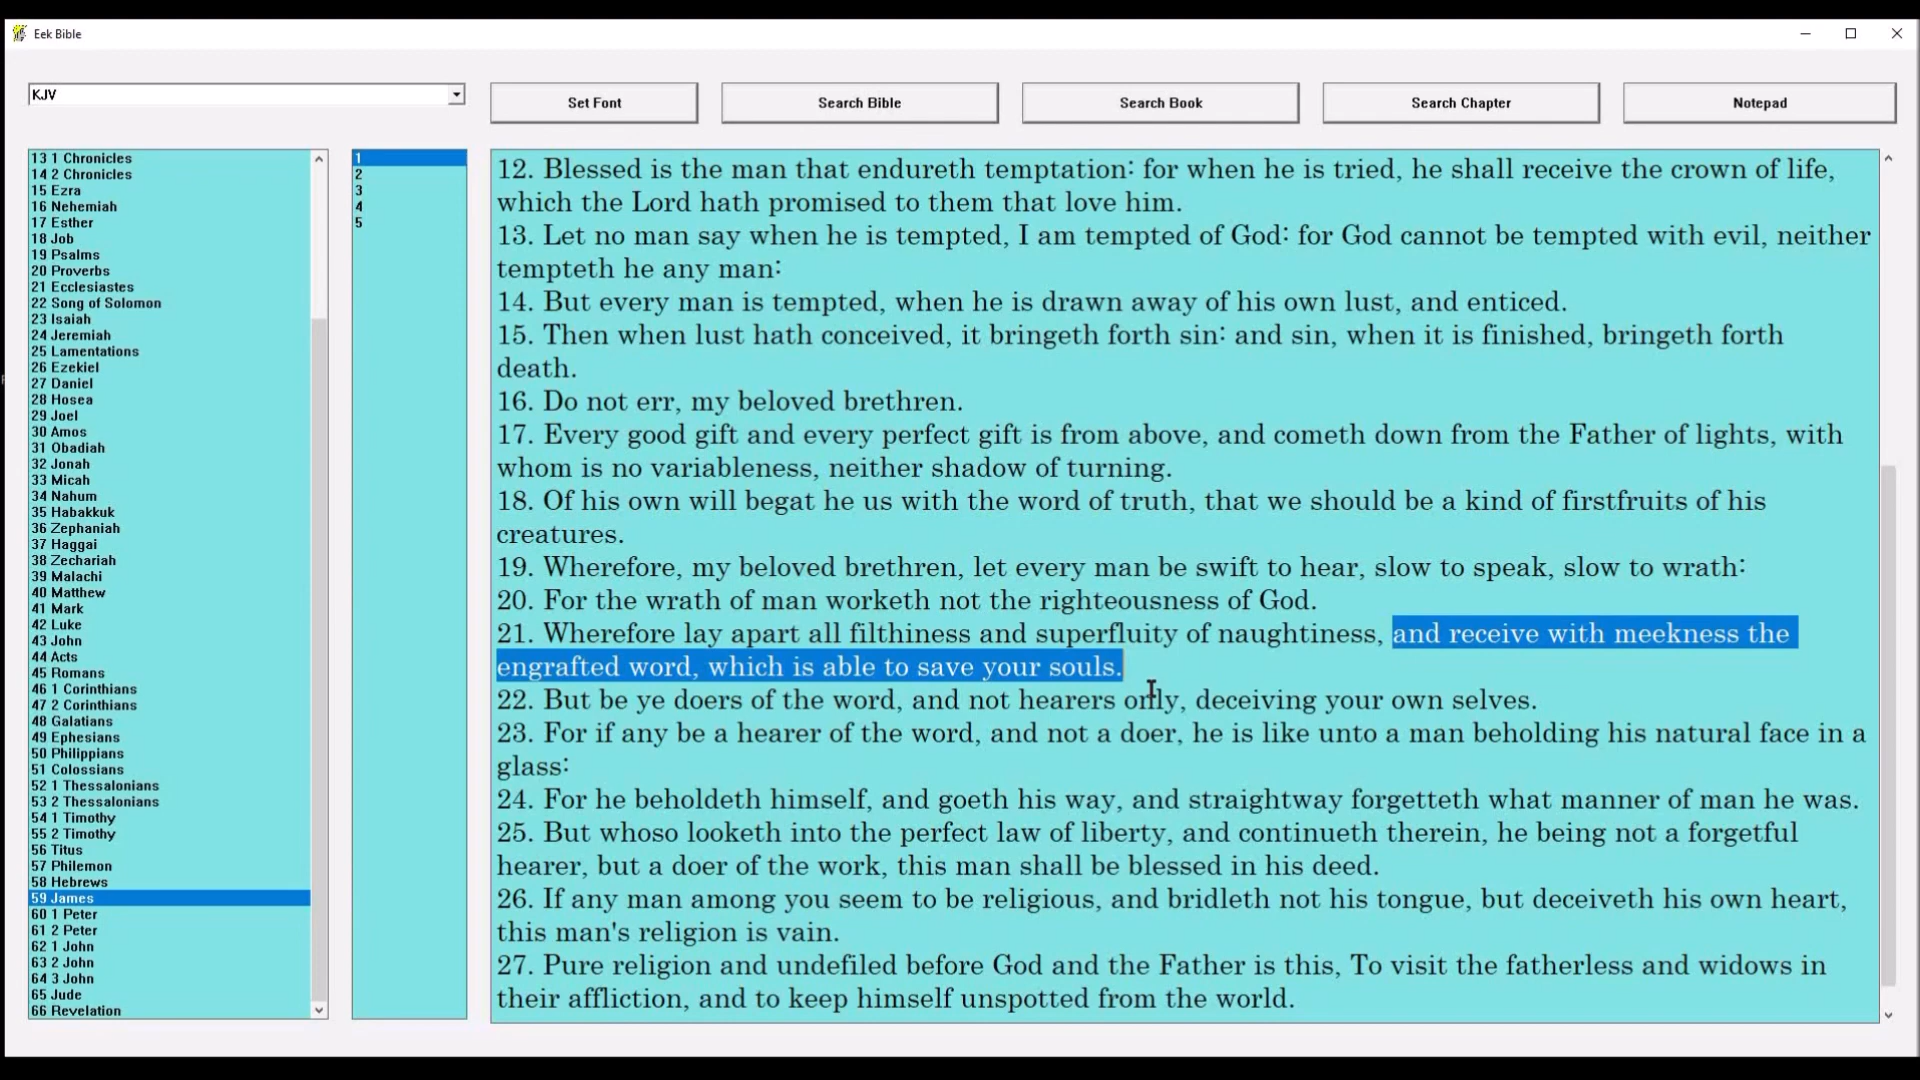 Eek Bible
KJV
Set Font
Search Bible
Search Book
Search Chapter
Notepad
13 1 Chronicles
14 2 Chronicles
15 Ezra
16 Nehemiah
17 Esther
18 Job
19 Psalms
20 Proverbs
21 Ecclesiastes
22 Song of Solomon
23 Isaiah
24 Jeremiah
25 Lamentations
26 Ezekiel
27 Daniel
28 Hosea
29 Joel
30 Amos
31 Obadiah
32 Jonah
33 Micah
34 Nahum
35 Habakkuk
36 Zephaniah
37 Haggai
38 Zechariah
39 Malachi
40 Matthew
41 Mark
42 Luke
43 John
44 Acts
45 Romans
46 1 Corinthians
47 2 Corinthians
48 Galatians
49 Ephesians
50 Philippians
51 Colossians
52 1 Thessalonians
53 2 Thessalonians
54 1 Timothy
55 2 Timothy
56 Titus
57 Philemon
58 Hebrews
59 James
60 1 Peter
61 2 Peter
62 1 John
63 2 John
64 3 John
65 Jude
66 Revelation
1
2
3
4
5
12. Blessed is the man that endureth temptation: for when he is tried, he shall receive the crown of life,
which the Lord hath promised to them that love him.
13. Let no man say when he is tempted, I am tempted of God: for God cannot be tempted with evil, neither
tempteth he any man:
14. But every man is tempted, when he is drawn away of his own lust, and enticed.
15. Then when lust hath conceived, it bringeth forth sin: and sin, when it is finished, bringeth forth
death.
16. Do not err, my beloved brethren.
17. Every good gift and every perfect gift is from above, and cometh down from the Father of lights, with
whom is no variableness, neither shadow of turning.
18. Of his own will begat he us with the word of truth, that we should be a kind of firstfruits of his
creatures.
19. Wherefore, my beloved brethren, let every man be swift to hear, slow to speak, slow to wrath:
20. For the wrath of man worketh not the righteousness of God.
21. Wherefore lay apart all filthiness and superfluity of naughtiness, and receive with meekness the
engrafted word, which is able to save your souls.
22. But be ye doers of the word, and not hearers only, deceiving your own selves.
23. For if any be a hearer of the word, and not a doer, he is like unto a man beholding his natural face in a
glass:
24. For he beholdeth himself, and goeth his way, and straightway forgetteth what manner of man he was.
25. But whoso looketh into the perfect law of liberty, and continueth therein, he being not a forgetful
hearer, but a doer of the work, this man shall be blessed in his deed.
26. If any man among you seem to be religious, and bridleth not his tongue, but deceiveth his own heart,
this man's religion is vain.
27. Pure religion and undefiled before God and the Father is this, To visit the fatherless and widows in
their affliction, and to keep himself unspotted from the world.